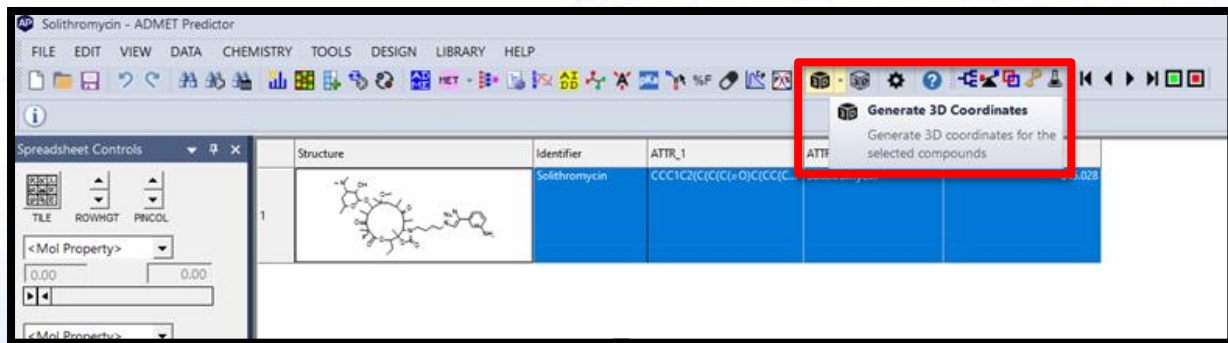 Solithromycin - ADMET Predictor
FILE EDIT VIEW DATA CHEMISTRY TOOLS DESIGN LIBRARY HELP
MET %F
Generate 3D Coordinates
Generate 3D coordinates for the
selected compounds
Spreadsheet Controls
Structure Identifier ATTR_1
TILE ROWHGT PINCOL
1 Solithromycin CCC1C2(C(C(C(=O)C(CC(C...
<Mol Property>
0.00 0.00
<Mol Property>